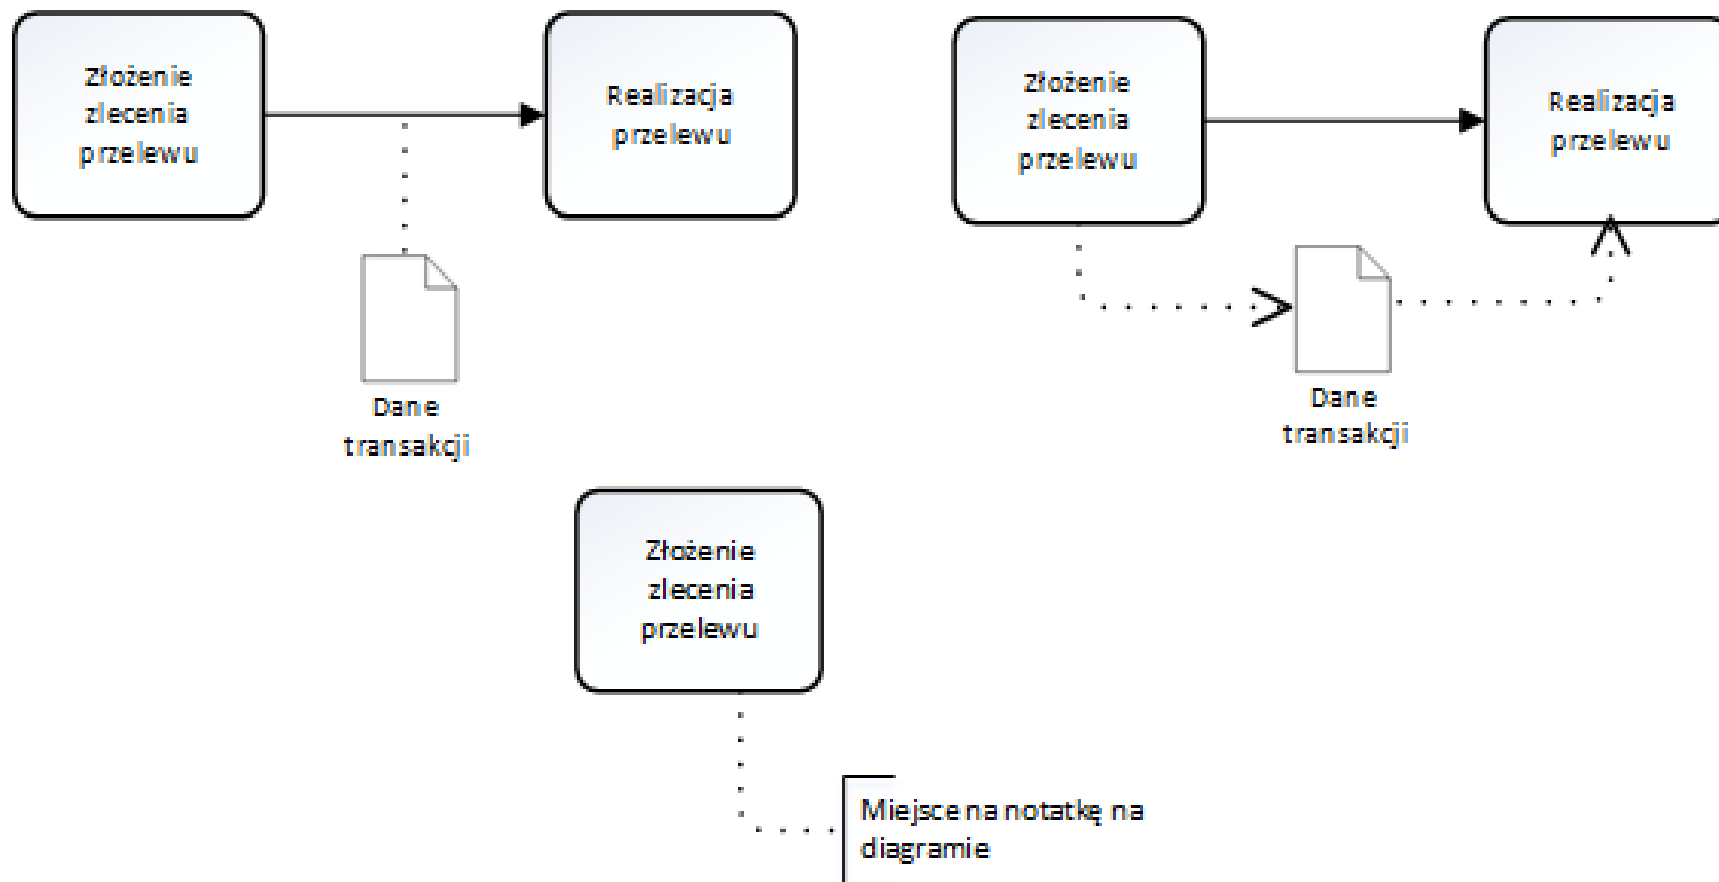 Złożenie
zlecenia
przelewu
Realizacja
przelewu
Dane
transakcji
Złożenie
zlecenia
przelewu
Realizacja
przelewu
Dane
transakcji
Złożenie
zlecenia
przelewu
Miejsce na notatkę na
diagramie